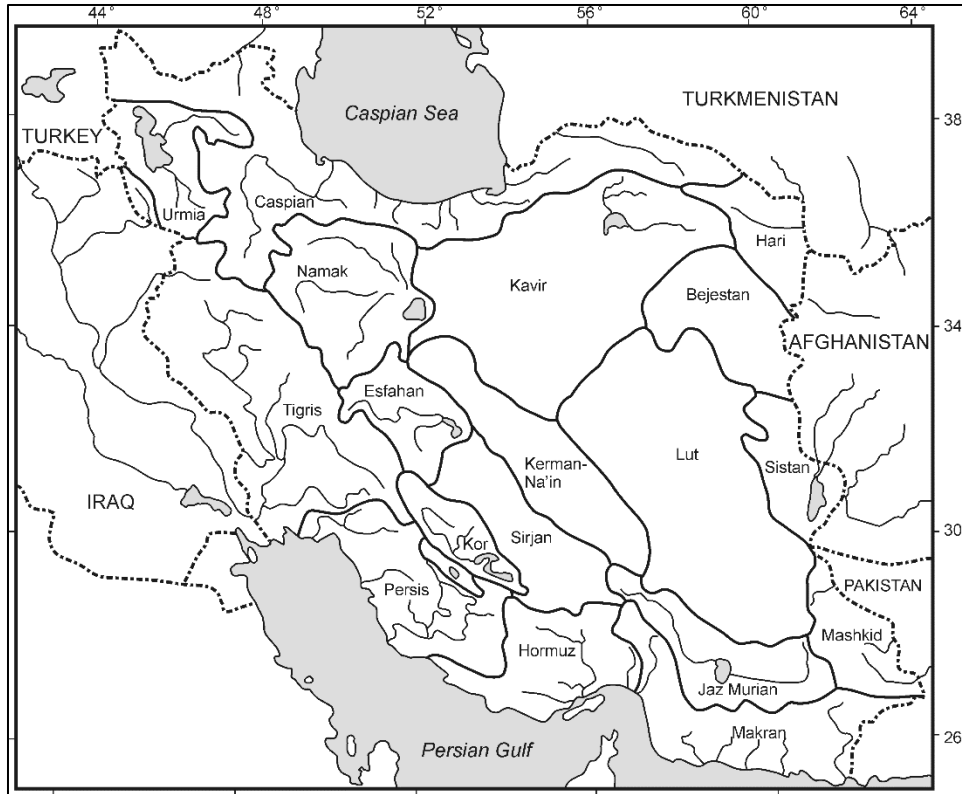 44° 48° 52° 56° 60° 64°
Caspian Sea
TURKMENISTAN
38
TURKEY
Urmia
Caspian
Hari
Namak
Kavir
Bejestan
34
AFGHANISTAN
Esfahan
Tigris
Lut
Kerman-
Na'in
Sistan
IRAQ
30
Sirjan
Kor
PAKISTAN
Persis
Mashkid
Hormuz
Jaz Murian
Makran
26
Persian Gulf